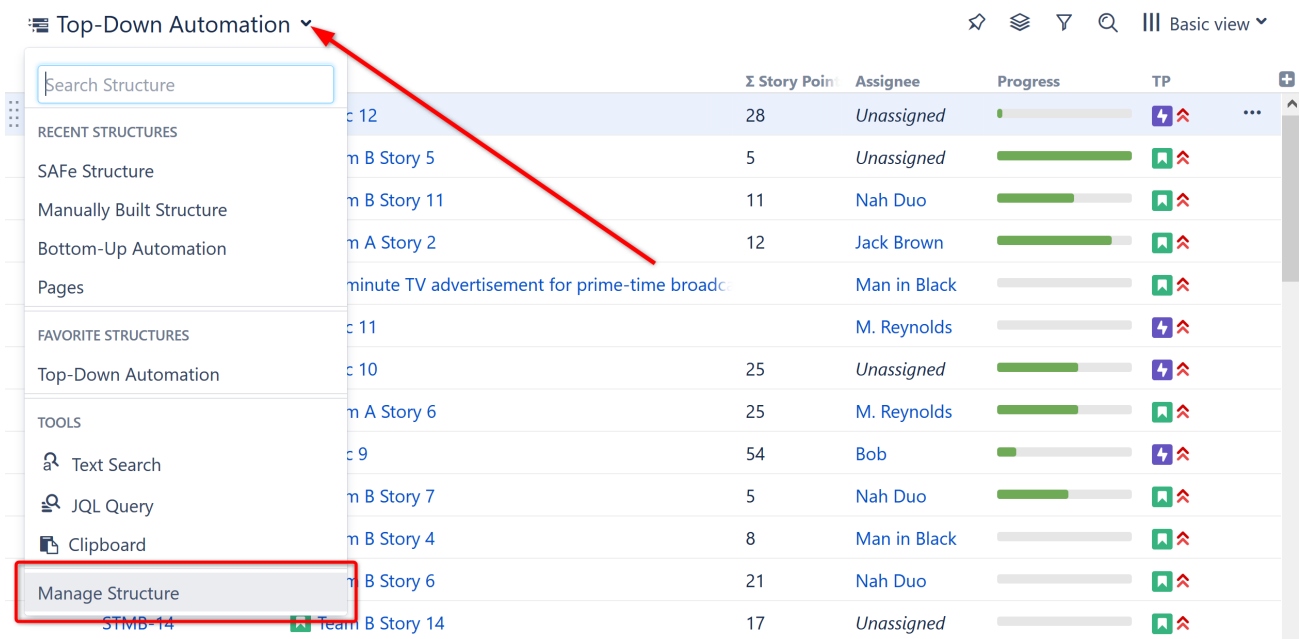 Top-Down Automation
Basic view
Search Structure
Σ Story Point Assignee Progress TP
RECENT STRUCTURES
SAFe Structure
Manually Built Structure
Bottom-Up Automation
Pages
FAVORITE STRUCTURES
Top-Down Automation
TOOLS
Text Search
JQL Query
Clipboard
Manage Structure
c 12 28 Unassigned
m B Story 5 5 Unassigned
m B Story 11 11 Nah Duo
m A Story 2 12 Jack Brown
minute TV advertisement for prime-time broadc Man in Black
c 11 M. Reynolds
c 10 25 Unassigned
m A Story 6 25 M. Reynolds
c 9 54 Bob
m B Story 7 5 Nah Duo
m B Story 4 8 Man in Black
m B Story 6 21 Nah Duo
STMB-14 Team B Story 14 17 Unassigned